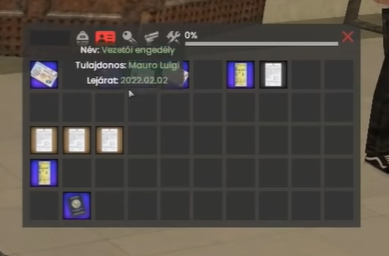 0%
Név: Vezetői engedély
Tulajdonos: Mauro Luigi
Lejárat: 2022.02.02